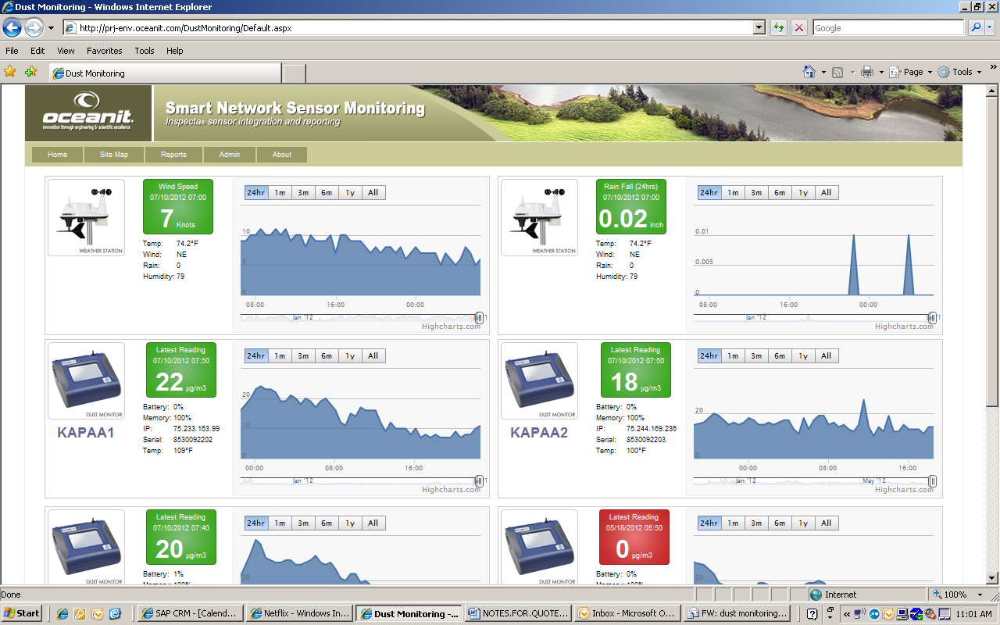 Dust Monitoring - Windows Internet Explorer
http://prj-env.oceanit.com/DustMonitoring/Default.aspx
Google
File Edit View Favorites Tools Help
Dust Monitoring
Page Tools
oceanit.
innovation through engineering & scientific excellence
Smart Network Sensor Monitoring
Inspecta® sensor integration and reporting
Home Site Map Reports Admin About
WEATHER STATION
Wind Speed
07/10/2012 07:00
7 Knots
Temp: 74.2°F
Wind: NE
Rain: 0
Humidity: 79
24hr 1m 3m 6m 1y All
10
5
0
08:00 16:00 00:00
Jan '12
Highcharts.com
WEATHER STATION
Rain Fall (24hrs)
07/10/2012 07:00
0.02 inch
Temp: 74.2°F
Wind: NE
Rain: 0
Humidity: 79
24hr 1m 3m 6m 1y All
0.01
0.005
0
08:00 16:00 00:00
Jan '12
Highcharts.com
DUST MONITOR
KAPAA1
Latest Reading
07/10/2012 07:50
22 µg/m3
Battery: 0%
Memory: 100%
IP: 75.233.163.99
Serial: 8530092202
Temp: 109°F
24hr 1m 3m 6m 1y All
20
10
0
00:00 08:00 16:00
Jan '12
Highcharts.com
DUST MONITOR
KAPAA2
Latest Reading
07/10/2012 07:50
18 µg/m3
Battery: 0%
Memory: 100%
IP: 75.244.169.236
Serial: 8530092203
Temp: 100°F
24hr 1m 3m 6m 1y All
20
0
00:00 08:00 16:00
Jan '12 May '12
Highcharts.com
DUST MONITOR
Latest Reading
07/10/2012 07:40
20 µg/m3
Battery: 1%
Memory: 100%
24hr 1m 3m 6m 1y All
20
DUST MONITOR
Latest Reading
05/18/2012 05:50
0 µg/m3
Battery: 0%
Memory: 100%
24hr 1m 3m 6m 1y All
20
Done
Internet
100%
Start
SAP CRM - [Calend...
Netflix - Windows In...
Dust Monitoring -...
NOTES.FOR.QUOTE...
Inbox - Microsoft O...
FW: dust monitoring...
11:01 AM